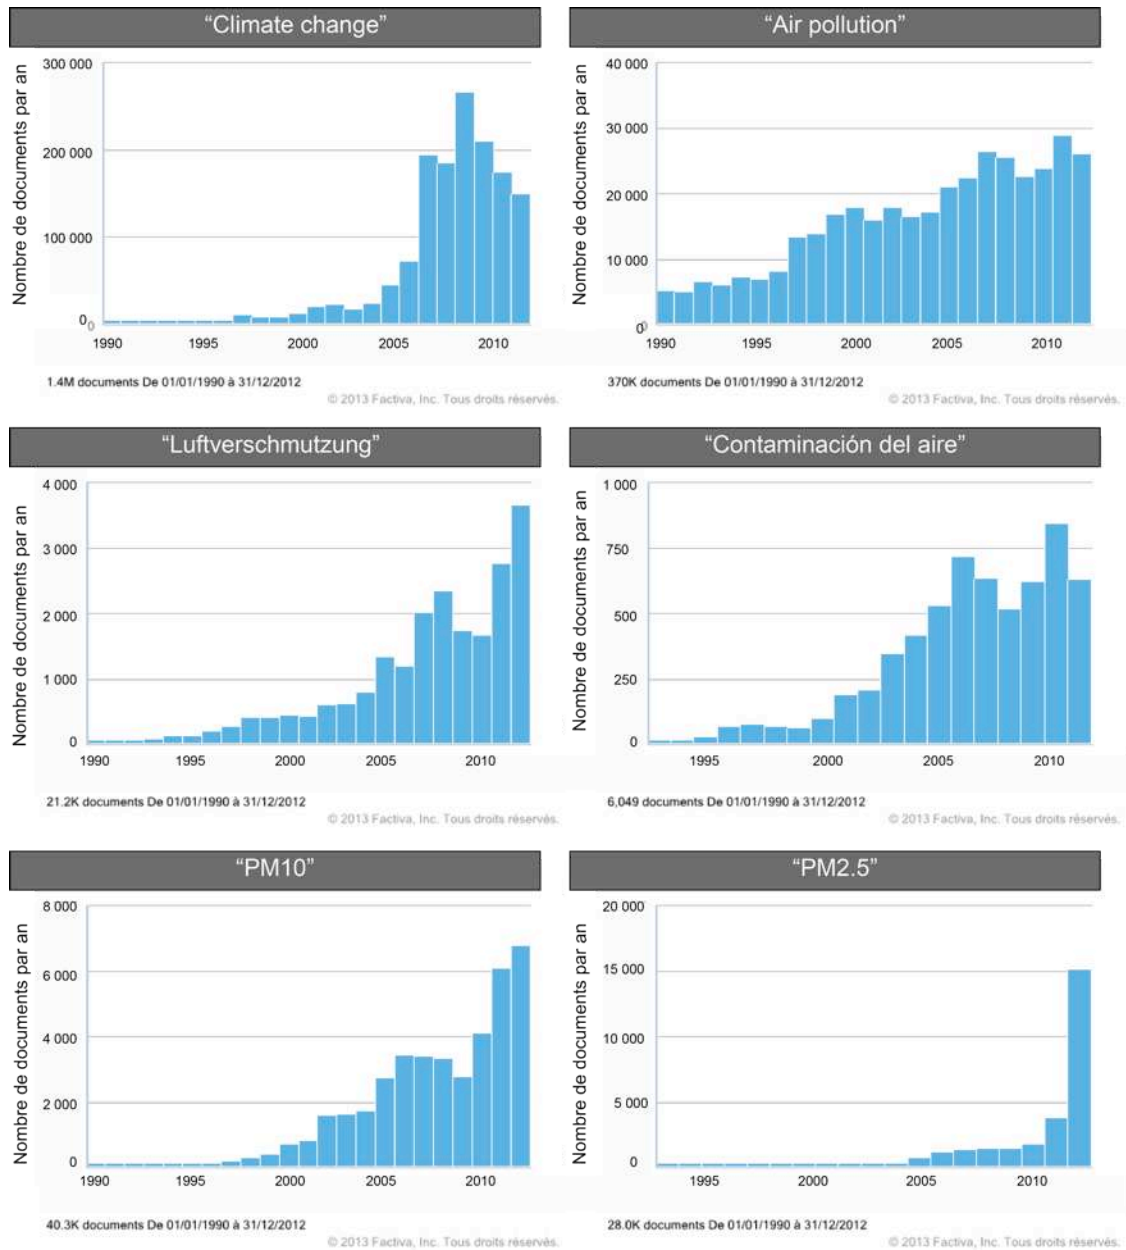 “Climate change”
Nombre de documents par an
300 000
200 000
100 000
0
0
1990 1995 2000 2005 2010
1.4M documents De 01/01/1990 à 31/12/2012
© 2013 Factiva, Inc. Tous droits réservés.
“Air pollution”
Nombre de documents par an
40 000
30 000
20 000
10 000
0
0
1990 1995 2000 2005 2010
370K documents De 01/01/1990 à 31/12/2012
© 2013 Factiva, Inc. Tous droits réservés.
“Luftverschmutzung”
Nombre de documents par an
4 000
3 000
2 000
1 000
0
1990 1995 2000 2005 2010
21.2K documents De 01/01/1990 à 31/12/2012
© 2013 Factiva, Inc. Tous droits réservés.
“Contaminación del aire”
Nombre de documents par an
1 000
750
500
250
0
1995 2000 2005 2010
6,049 documents De 01/01/1990 à 31/12/2012
© 2013 Factiva, Inc. Tous droits réservés.
“PM10”
Nombre de documents par an
8 000
6 000
4 000
2 000
0
1990 1995 2000 2005 2010
40.3K documents De 01/01/1990 à 31/12/2012
© 2013 Factiva, Inc. Tous droits réservés.
“PM2.5”
Nombre de documents par an
20 000
15 000
10 000
5 000
0
1995 2000 2005 2010
28.0K documents De 01/01/1990 à 31/12/2012
© 2013 Factiva, Inc. Tous droits réservés.